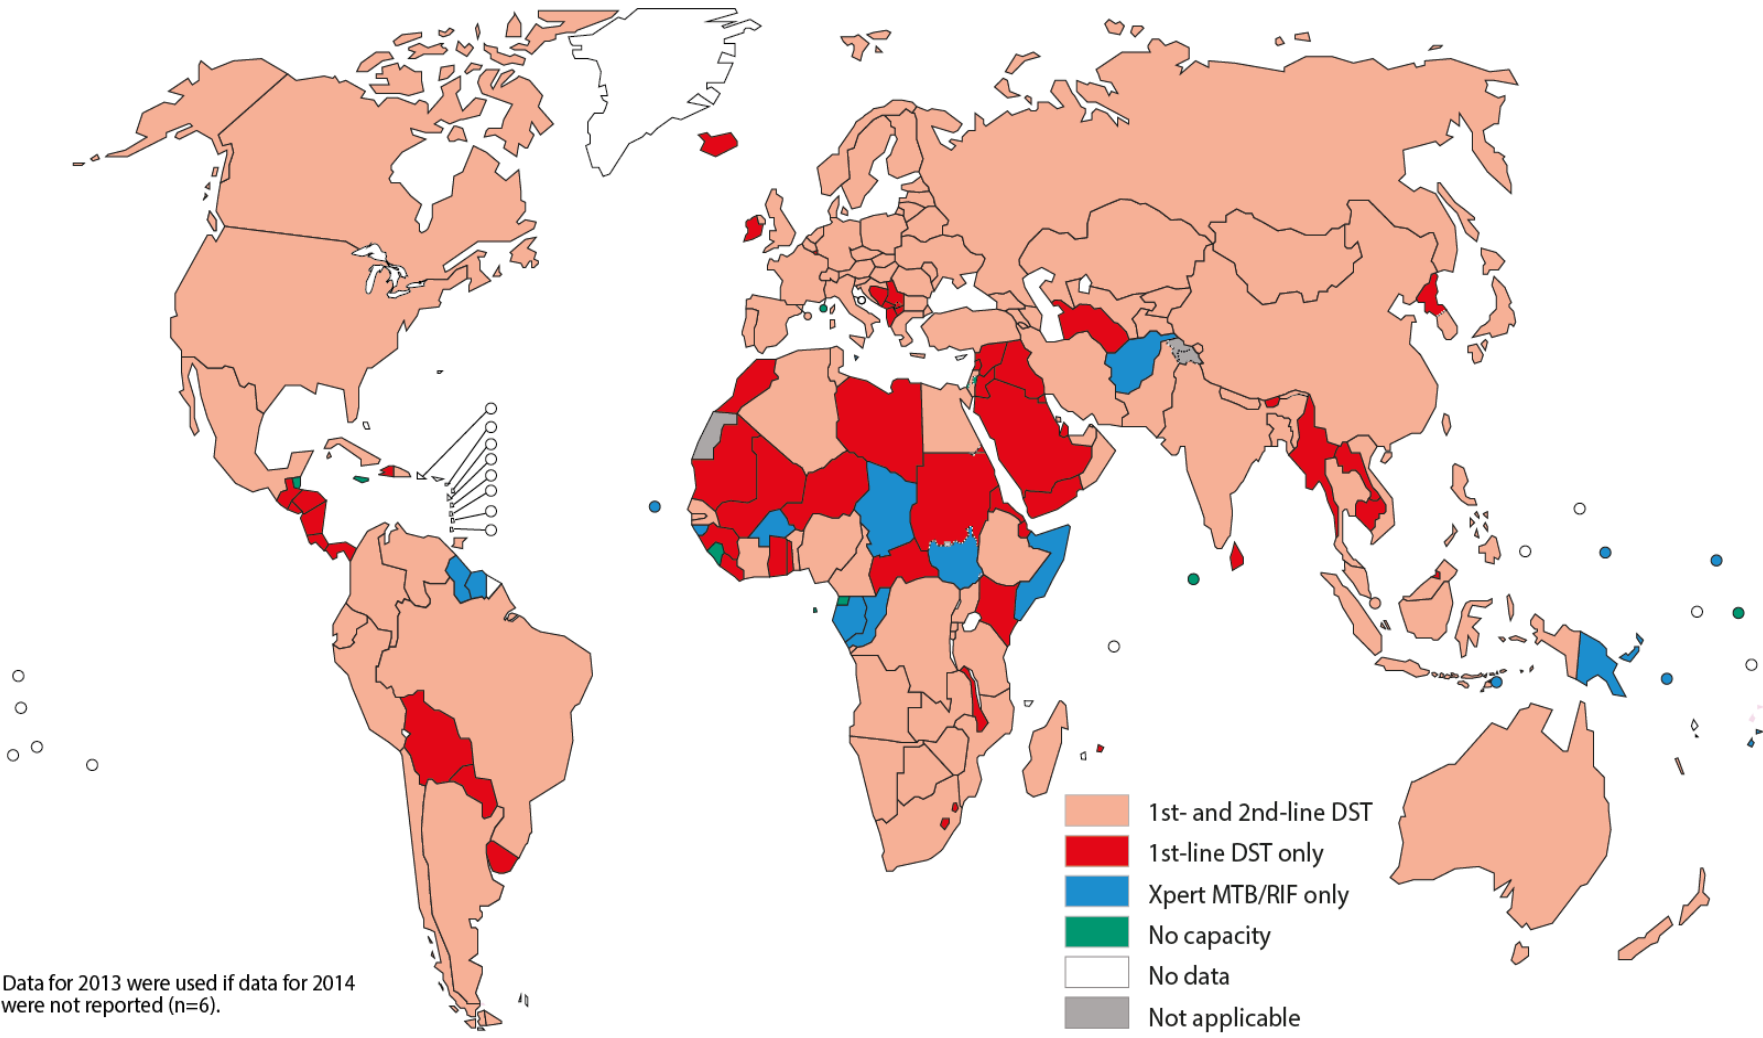 1st- and 2nd-line DST
1st-line DST only
Xpert MTB/RIF only
No capacity
No data
Not applicable
Data for 2013 were used if data for 2014
were not reported (n=6).